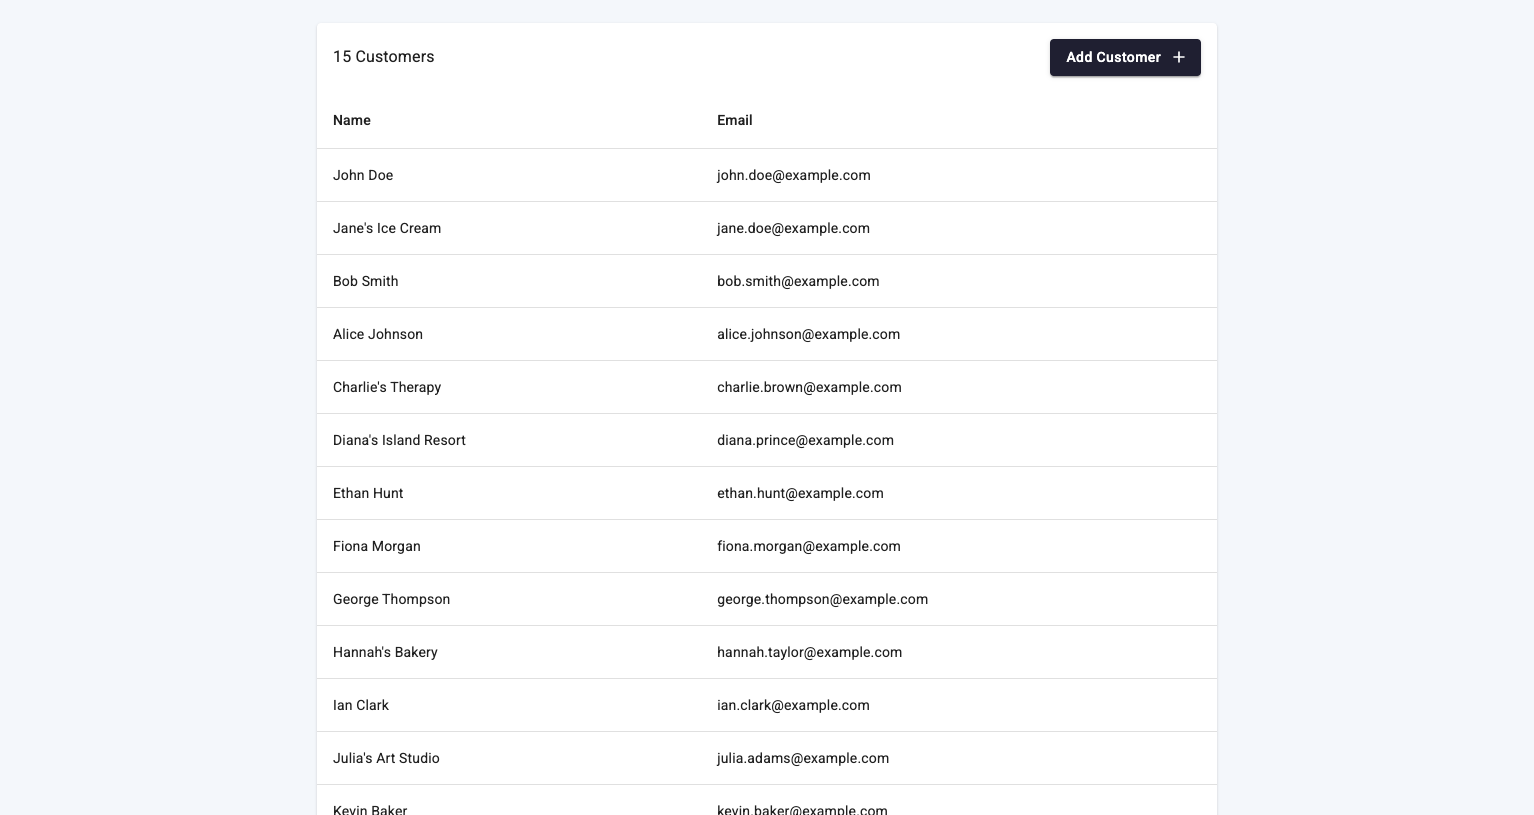 15 Customers
Add Customer +
Name Email
John Doe john.doe@example.com
Jane's Ice Cream jane.doe@example.com
Bob Smith bob.smith@example.com
Alice Johnson alice.johnson@example.com
Charlie's Therapy charlie.brown@example.com
Diana's Island Resort diana.prince@example.com
Ethan Hunt ethan.hunt@example.com
Fiona Morgan fiona.morgan@example.com
George Thompson george.thompson@example.com
Hannah's Bakery hannah.taylor@example.com
Ian Clark ian.clark@example.com
Julia's Art Studio julia.adams@example.com
Kevin Baker kevin.baker@example.com